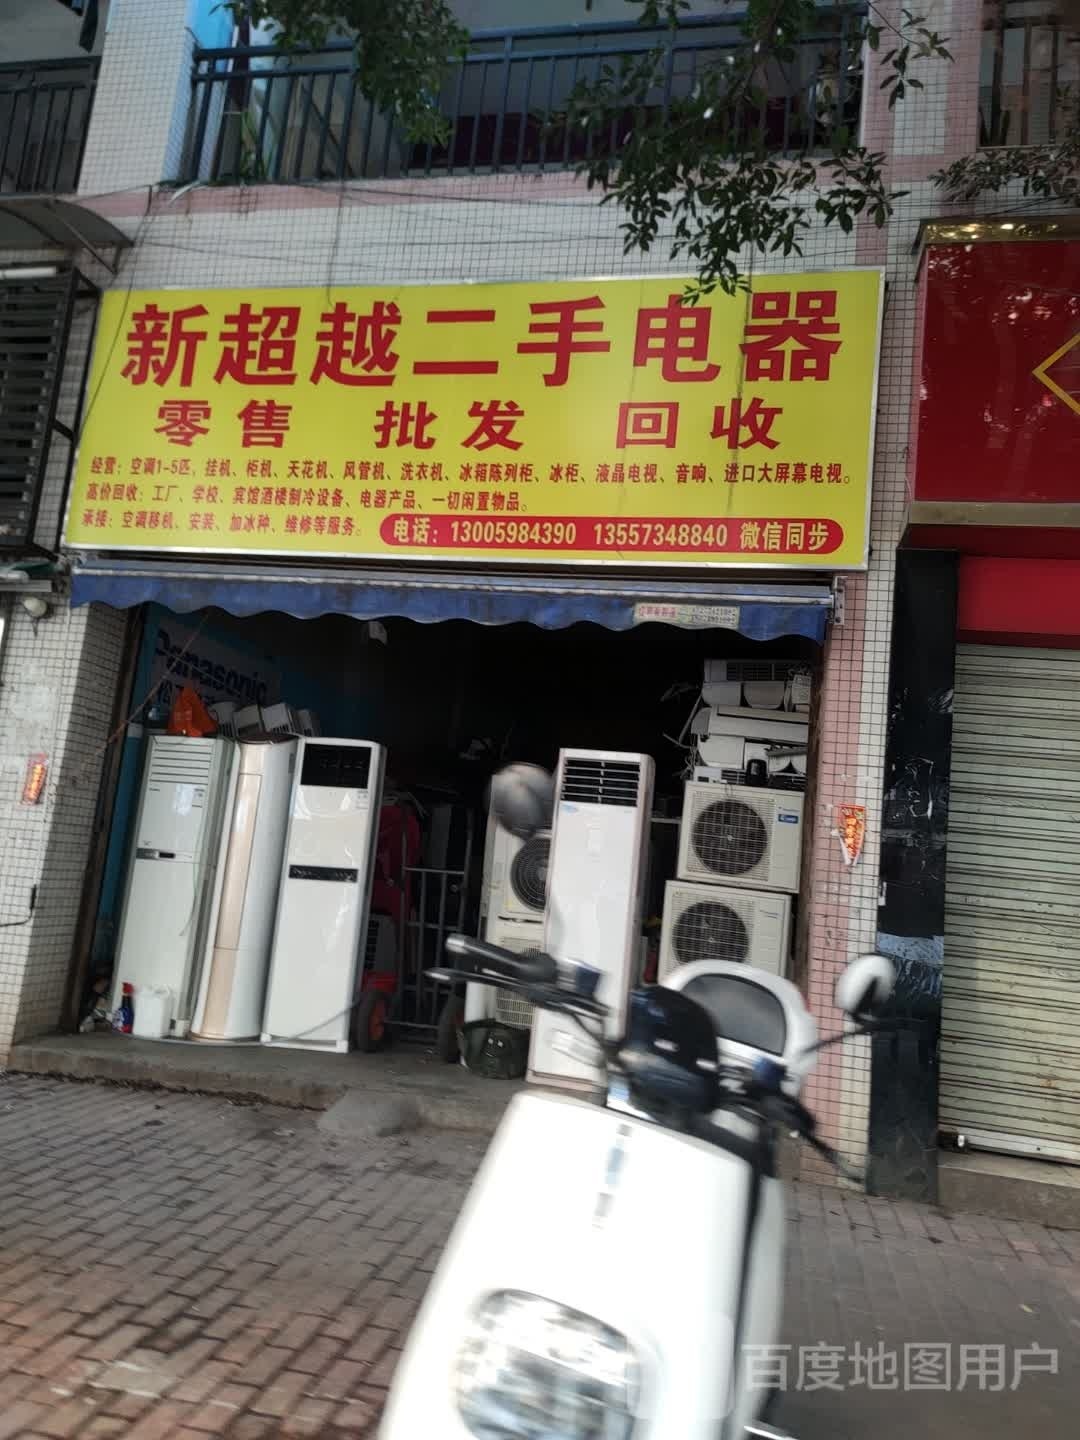 新超越二手电器
零售 批发 回收
经营：空调1-5匹，挂机、柜机、天花机、风管机、洗衣机、冰箱陈列柜、冰柜、液晶电视、音响、进口大屏幕电视。
高价回收：工厂、学校、宾馆酒楼制冷设备、电器产品、一切闲置物品。
承接：空调移机、安装、加冰种、维修等服务。
电话：13005984390 13557348840 微信同步
Panasonic
百度地图用户